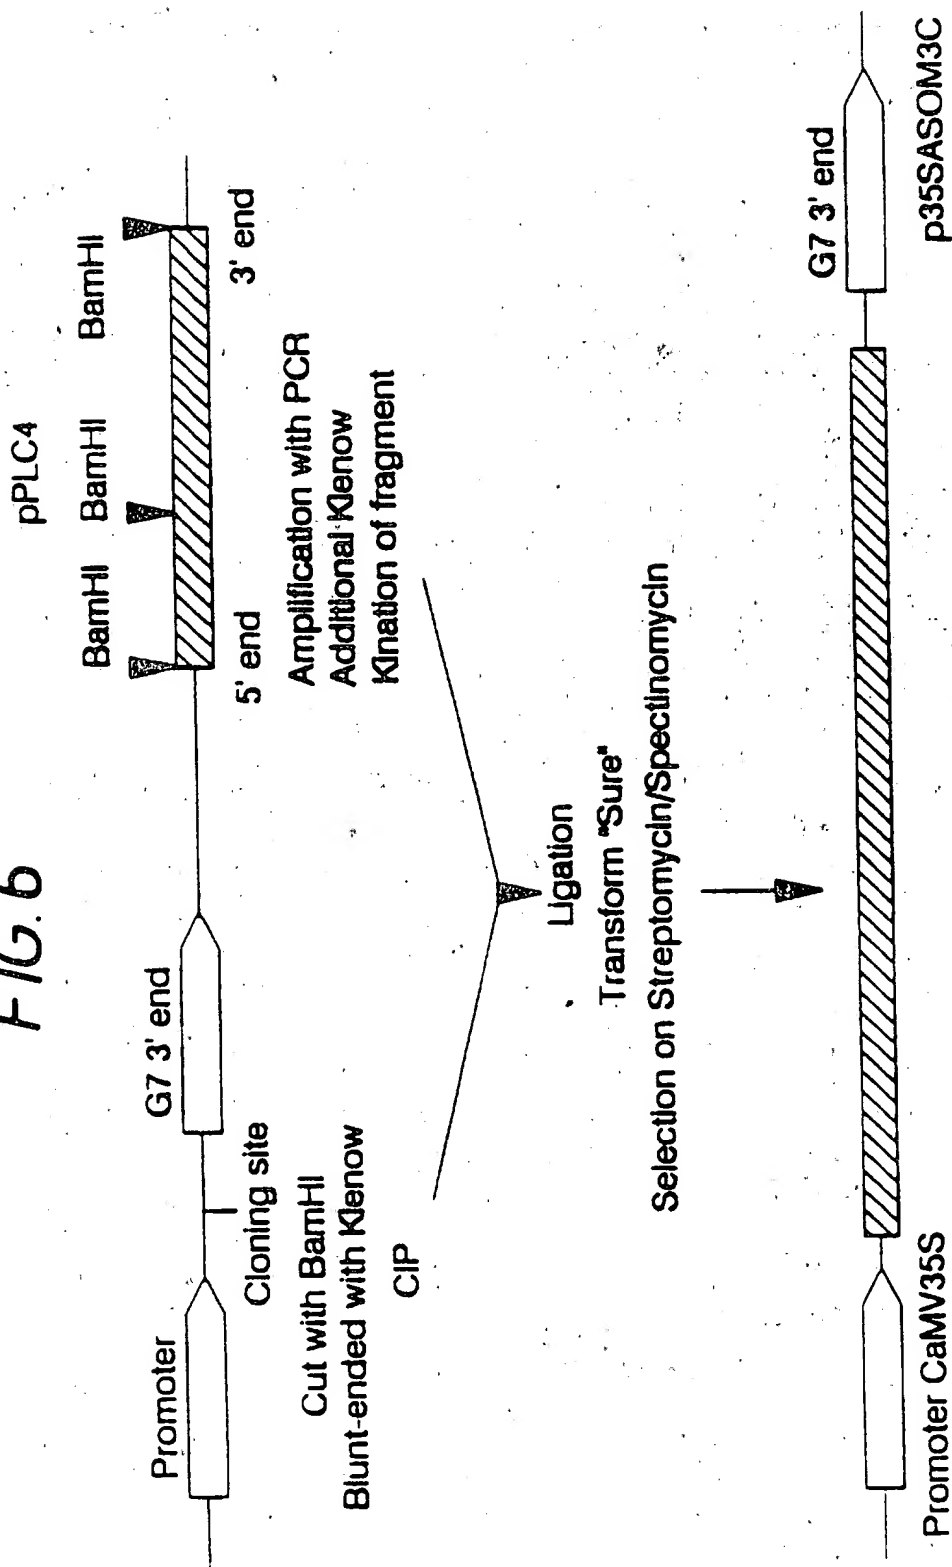 FIG. 6
pPLC4
Promoter
G7 3' end
BamHI
BamHI
BamHI
Cloning site
5' end
3' end
Cut with BamHI
Blunt-ended with Klenow
CIP
Amplification with PCR
Additional Klenow
Kination of fragment
Ligation
Transform "Sure"
Selection on Streptomycin/Spectinomycin
G7 3' end
Promoter CaMV35S
p35SASOM3C